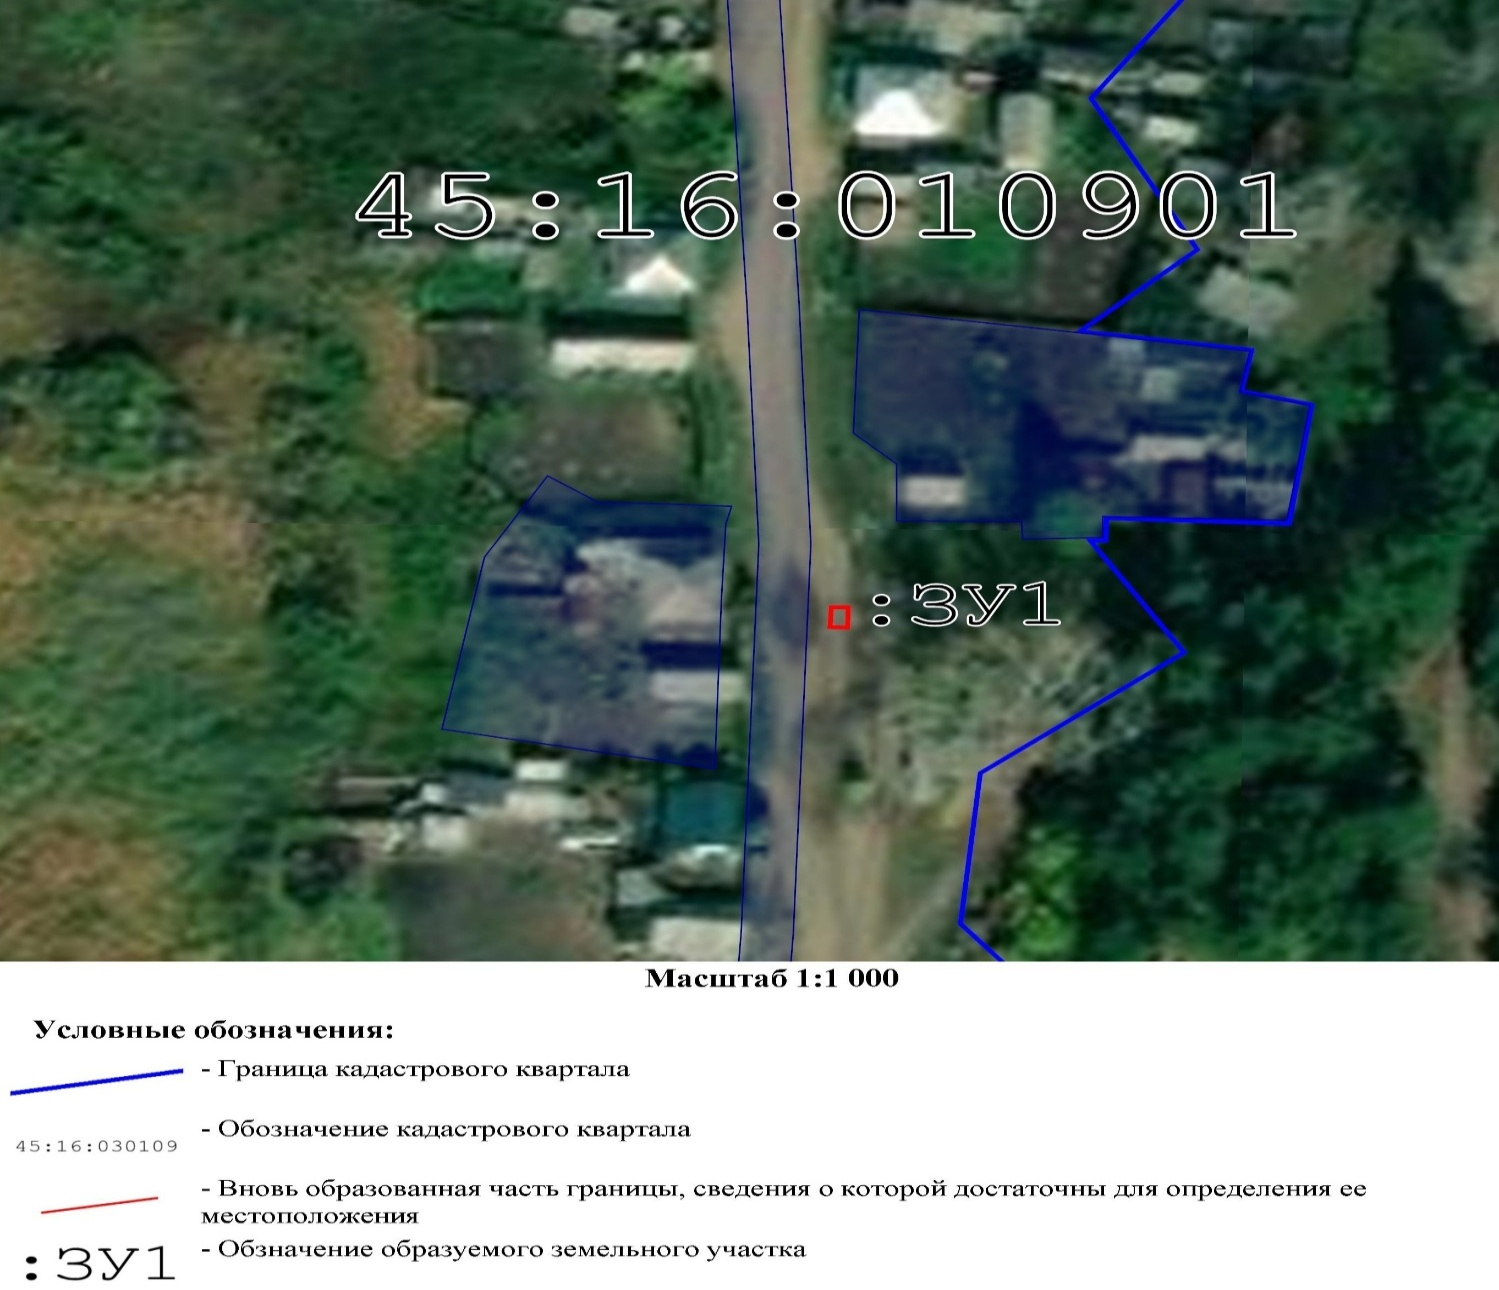 45:16:010901
:ЗУ1
Масштаб 1:1 000
Условные обозначения:
- Граница кадастрового квартала
45:16:030109
- Обозначение кадастрового квартала
- Вновь образованная часть границы, сведения о которой достаточны для определения ее
местоположения
:ЗУ1
- Обзначение образуемого земельного участка